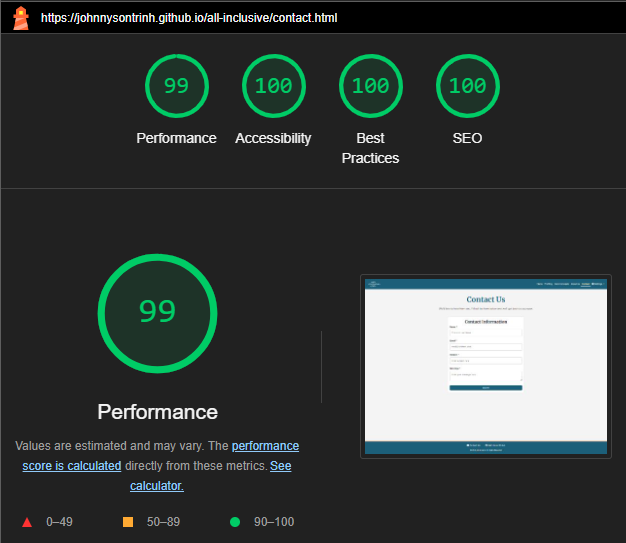 https://johnnysontrinh.github.io/all-inclusive/contact.html
99 100 100 100
Performance Accessibility Best Practices SEO
99
Performance
Values are estimated and may vary. The performance
score is calculated directly from these metrics. See
calculator.
0–49 50–89 90–100
Contact Us
Contact Information